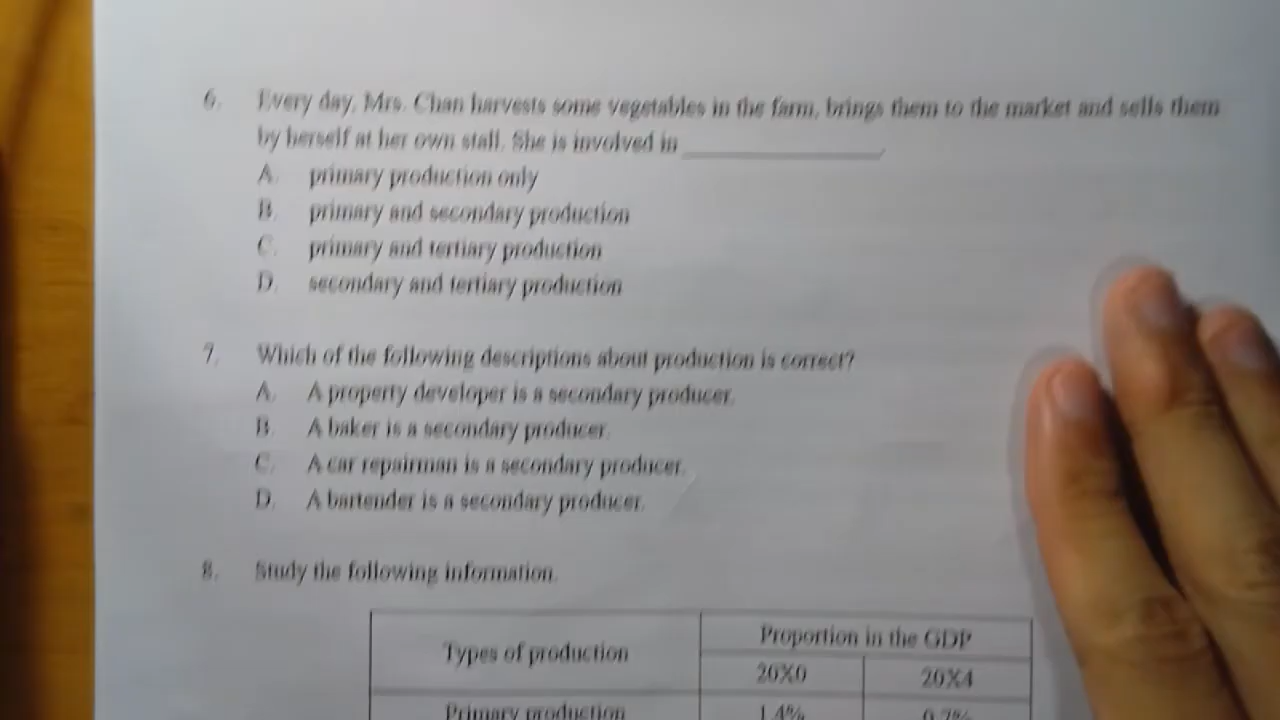 6. Every day, Mrs. Chan harvests some vegetables in the farm, brings them to the market and sells them
by herself at her own stall. She is involved in ____________.
A. primary production only
B. primary and secondary production
C. primary and tertiary production
D. secondary and tertiary production
7. Which of the following descriptions about production is correct?
A. A property developer is a secondary producer.
B. A baker is a secondary producer.
C. A car repairman is a secondary producer.
D. A bartender is a secondary producer.
8. Study the following information.
Types of production
Proportion in the GDP
20X0 20X4
Primary production 1.4%